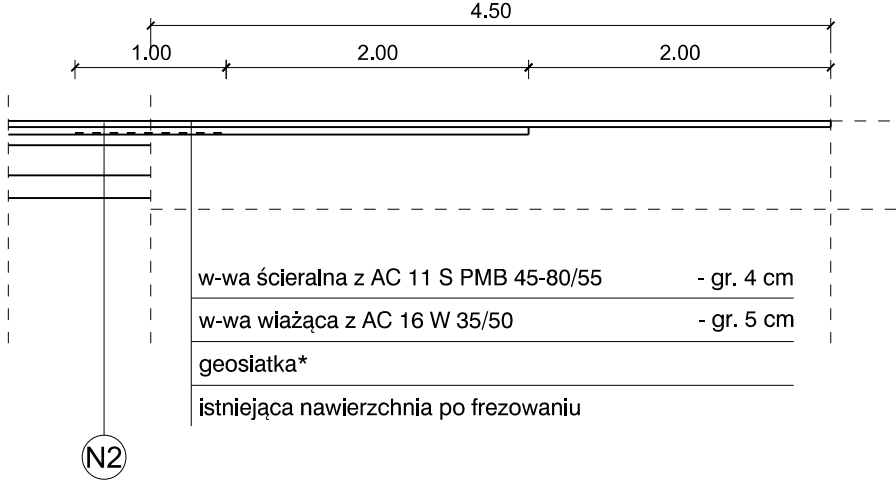 4.50
1.00 2.00 2.00
w-wa ścieralna z AC 11 S PMB 45-80/55 - gr. 4 cm
w-wa wiażąca z AC 16 W 35/50 - gr. 5 cm
geosiatka*
istniejąca nawierzchnia po frezowaniu
N2